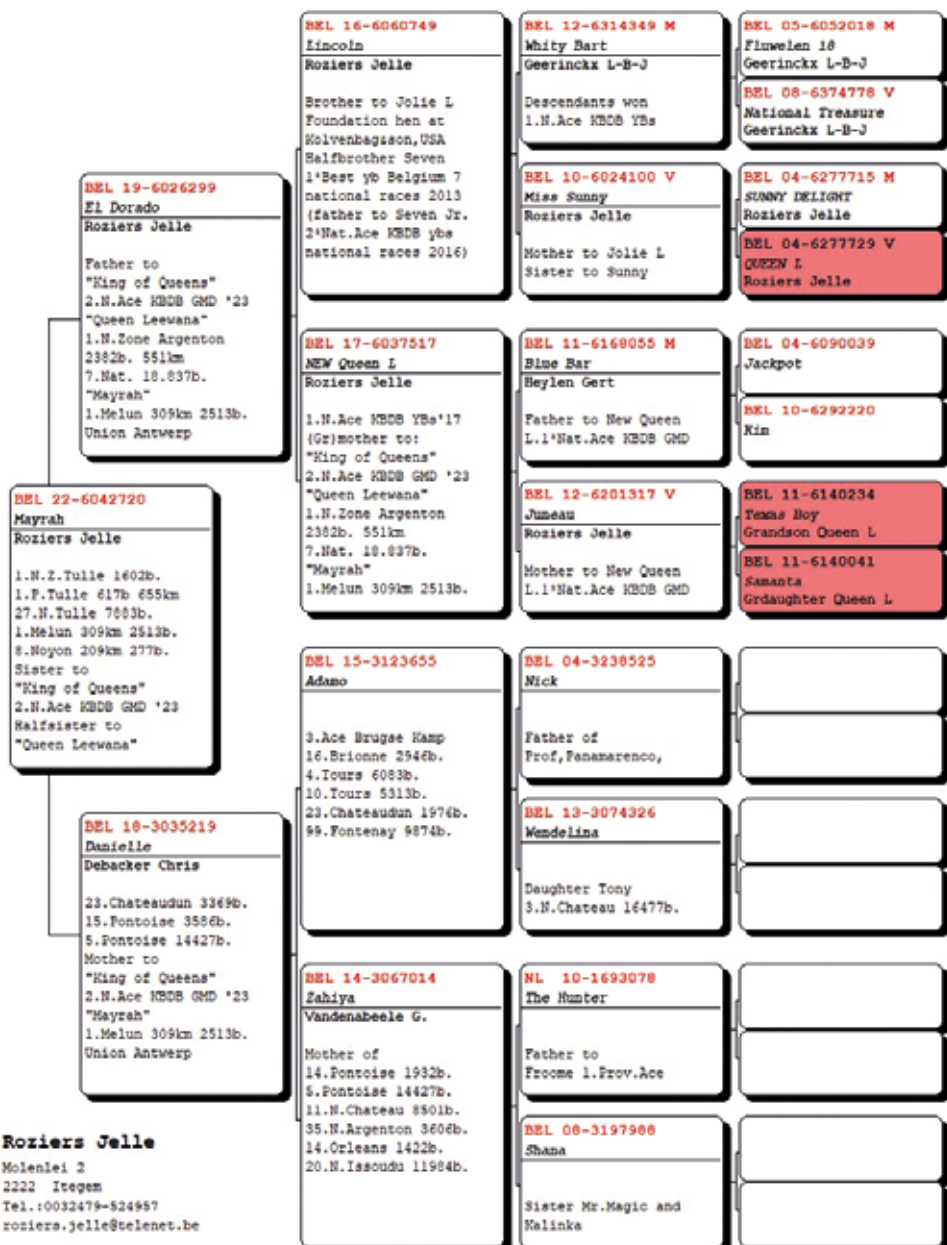 BEL 22-6042720
Mayrah
Roziers Jelle
1.N.Z.Tulle 1602b.
1.P.Tulle 617b 655km
27.N.Tulle 7883b.
1.Melun 309km 2513b.
8.Noyon 209km 277b.
Sister to
"King of Queens"
2.N.Ace KBDB GMD '23
Halfsister to
"Queen Leewana"
BEL 19-6026299
El Dorado
Roziers Jelle
Father to
"King of Queens"
2.N.Ace KBDB GMD '23
"Queen Leewana"
1.N.Zone Argenton
2382b. 551km
7.Nat. 18.837b.
"Mayrah"
1.Melun 309km 2513b.
Union Antwerp
BEL 18-3035219
Danielle
Debacker Chris
23.Chateaudun 3369b.
15.Pontoise 3586b.
5.Pontoise 14427b.
Mother to
"King of Queens"
2.N.Ace KBDB GMD '23
"Mayrah"
1.Melun 309km 2513b.
Union Antwerp
BEL 16-6060749
Lincoln
Roziers Jelle
Brother to Jolie L
Foundation hen at
Kolvenbagsson,USA
Halfbrother Seven
1°Best yb Belgium 7
national races 2013
(father to Seven Jr.
2°Nat.Ace KBDB ybs
national races 2016)
BEL 17-6037517
NEW Queen L
Roziers Jelle
1.N.Ace KBDB YBs'17
(Gr)mother to:
"King of Queens"
2.N.Ace KBDB GMD '23
"Queen Leewana"
1.N.Zone Argenton
2382b. 551km
7.Nat. 18.837b.
"Mayrah"
1.Melun 309km 2513b.
BEL 15-3123655
Adamo
3.Ace Brugse Kamp
16.Brionne 2946b.
4.Tours 6083b.
10.Tours 5313b.
23.Chateaudun 1976b.
99.Fontenay 9874b.
BEL 14-3067014
Zahiya
Vandenabeele G.
Mother of
14.Pontoise 1932b.
5.Pontoise 14427b.
11.N.Chateau 8501b.
35.N.Argenton 3606b.
14.Orleans 1422b.
20.N.Issoudu 11984b.
BEL 12-6314349 M
Whity Bart
Geerinckx L-B-J
Descendants won
1.N.Ace KBDB YBs
BEL 10-6024100 V
Miss Sunny
Roziers Jelle
Mother to Jolie L
Sister to Sunny
BEL 11-6168055 M
Blue Bar
Heylen Gert
Father to New Queen
L.1°Nat.Ace KBDB GMD
BEL 12-6201317 V
Juneau
Roziers Jelle
Mother to New Queen
L.1°Nat.Ace KBDB GMD
BEL 04-3238525
Nick
Father of
Prof,Panamarenco,
BEL 13-3074326
Wendelina
Daughter Tony
3.N.Chateau 16477b.
NL 10-1693078
The Hunter
Father to
Froome 1.Prov.Ace
BEL 08-3197988
Shana
Sister Mr.Magic and
Kalinka
BEL 05-6052018 M
Fluwelen 18
Geerinckx L-B-J
BEL 08-6374778 V
National Treasure
Geerinckx L-B-J
BEL 04-6277715 M
SUNNY DELIGHT
Roziers Jelle
BEL 04-6277729 V
QUEEN L
Roziers Jelle
BEL 04-6090039
Jackpot
BEL 10-6292220
Kim
BEL 11-6140234
Texas Boy
Grandson Queen L
BEL 11-6140041
Samanta
Grdaughter Queen L
Roziers Jelle
Molenlei 2
2222 Itegem
Tel.:0032479-524957
roziers.jelle@telenet.be